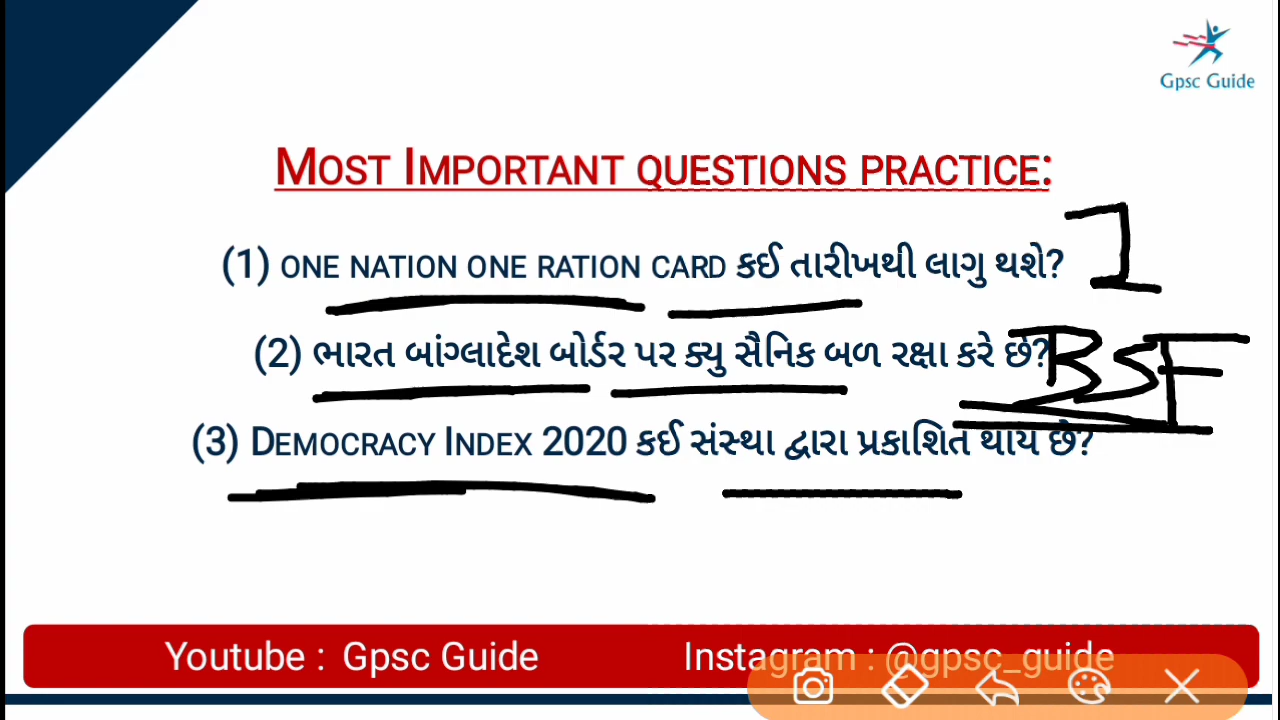 Gpsc Guide
MOST IMPORTANT QUESTIONS PRACTICE:
(1) ONE NATION ONE RATION CARD કઈ તારીખથી લાગુ થશે? 1
(2) ભારત બાંગ્લાદેશ બોર્ડર પર ક્યુ સૈનિક બળ રક્ષા કરે છે? BSF
(3) DEMOCRACY INDEX 2020 કઈ સંસ્થા દ્વારા પ્રકાશિત થાય છે?
Youtube : Gpsc Guide Instagram : @gpsc_guide